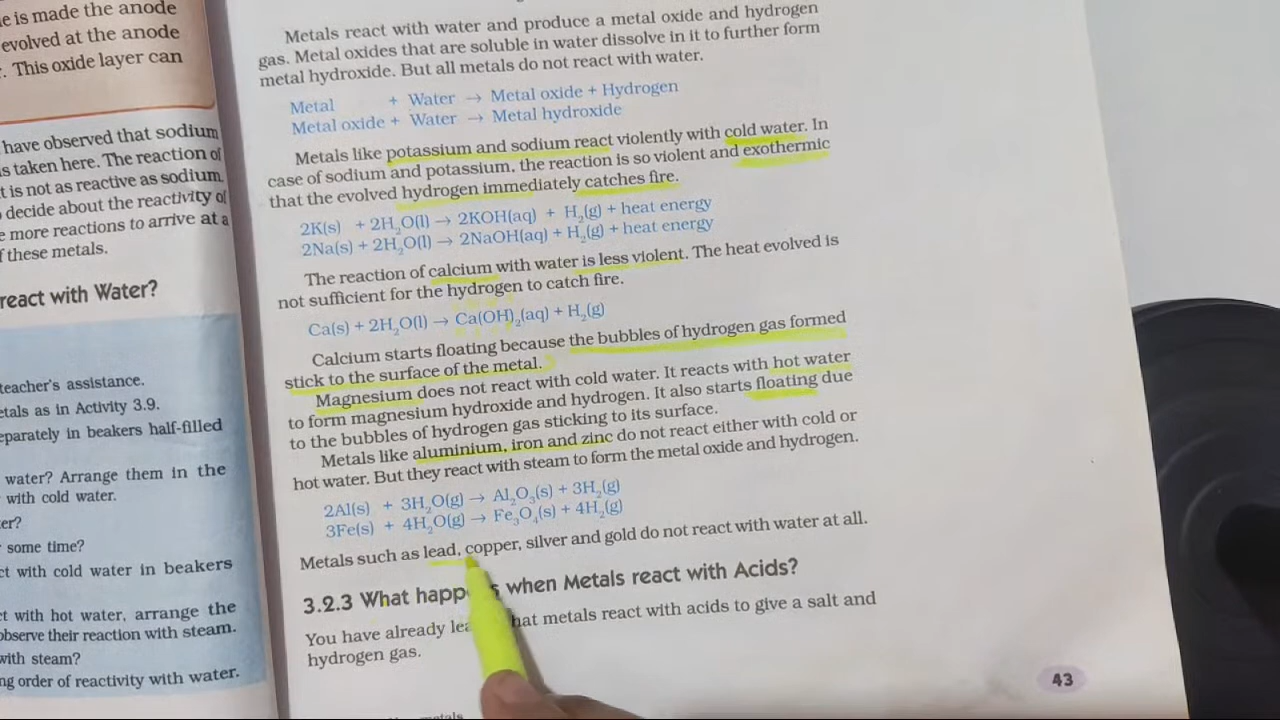 e is made the anode
evolved at the anode
. This oxide layer can
have observed that sodium
s taken here. The reaction of
t is not as reactive as sodium.
decide about the reactivity of
e more reactions to arrive at a
f these metals.
react with Water?
teacher's assistance.
etals as in Activity 3.9.
eparately in beakers half-filled
water? Arrange them in the
with cold water.
er?
some time?
ct with cold water in beakers
ct with hot water, arrange the
observe their reaction with steam.
with steam?
ng order of reactivity with water.
Metals react with water and produce a metal oxide and hydrogen
gas. Metal oxides that are soluble in water dissolve in it to further form
metal hydroxide. But all metals do not react with water.
Metal + Water → Metal oxide + Hydrogen
Metal oxide + Water → Metal hydroxide
Metals like potassium and sodium react violently with cold water. In
case of sodium and potassium, the reaction is so violent and exothermic
that the evolved hydrogen immediately catches fire.
2K(s) + 2H₂O(l) → 2KOH(aq) + H₂(g) + heat energy
2Na(s) + 2H₂O(l) → 2NaOH(aq) + H₂(g) + heat energy
The reaction of calcium with water is less violent. The heat evolved is
not sufficient for the hydrogen to catch fire.
Ca(s) + 2H₂O(l) → Ca(OH)₂(aq) + H₂(g)
Calcium starts floating because the bubbles of hydrogen gas formed
stick to the surface of the metal.
Magnesium does not react with cold water. It reacts with hot water
to form magnesium hydroxide and hydrogen. It also starts floating due
to the bubbles of hydrogen gas sticking to its surface.
Metals like aluminium, iron and zinc do not react either with cold or
hot water. But they react with steam to form the metal oxide and hydrogen.
2Al(s) + 3H₂O(g) → Al₂O₃(s) + 3H₂(g)
3Fe(s) + 4H₂O(g) → Fe₃O₄(s) + 4H₂(g)
Metals such as lead, copper, silver and gold do not react with water at all.
3.2.3 What happ s when Metals react with Acids?
You have already lea hat metals react with acids to give a salt and
hydrogen gas.
43
metals